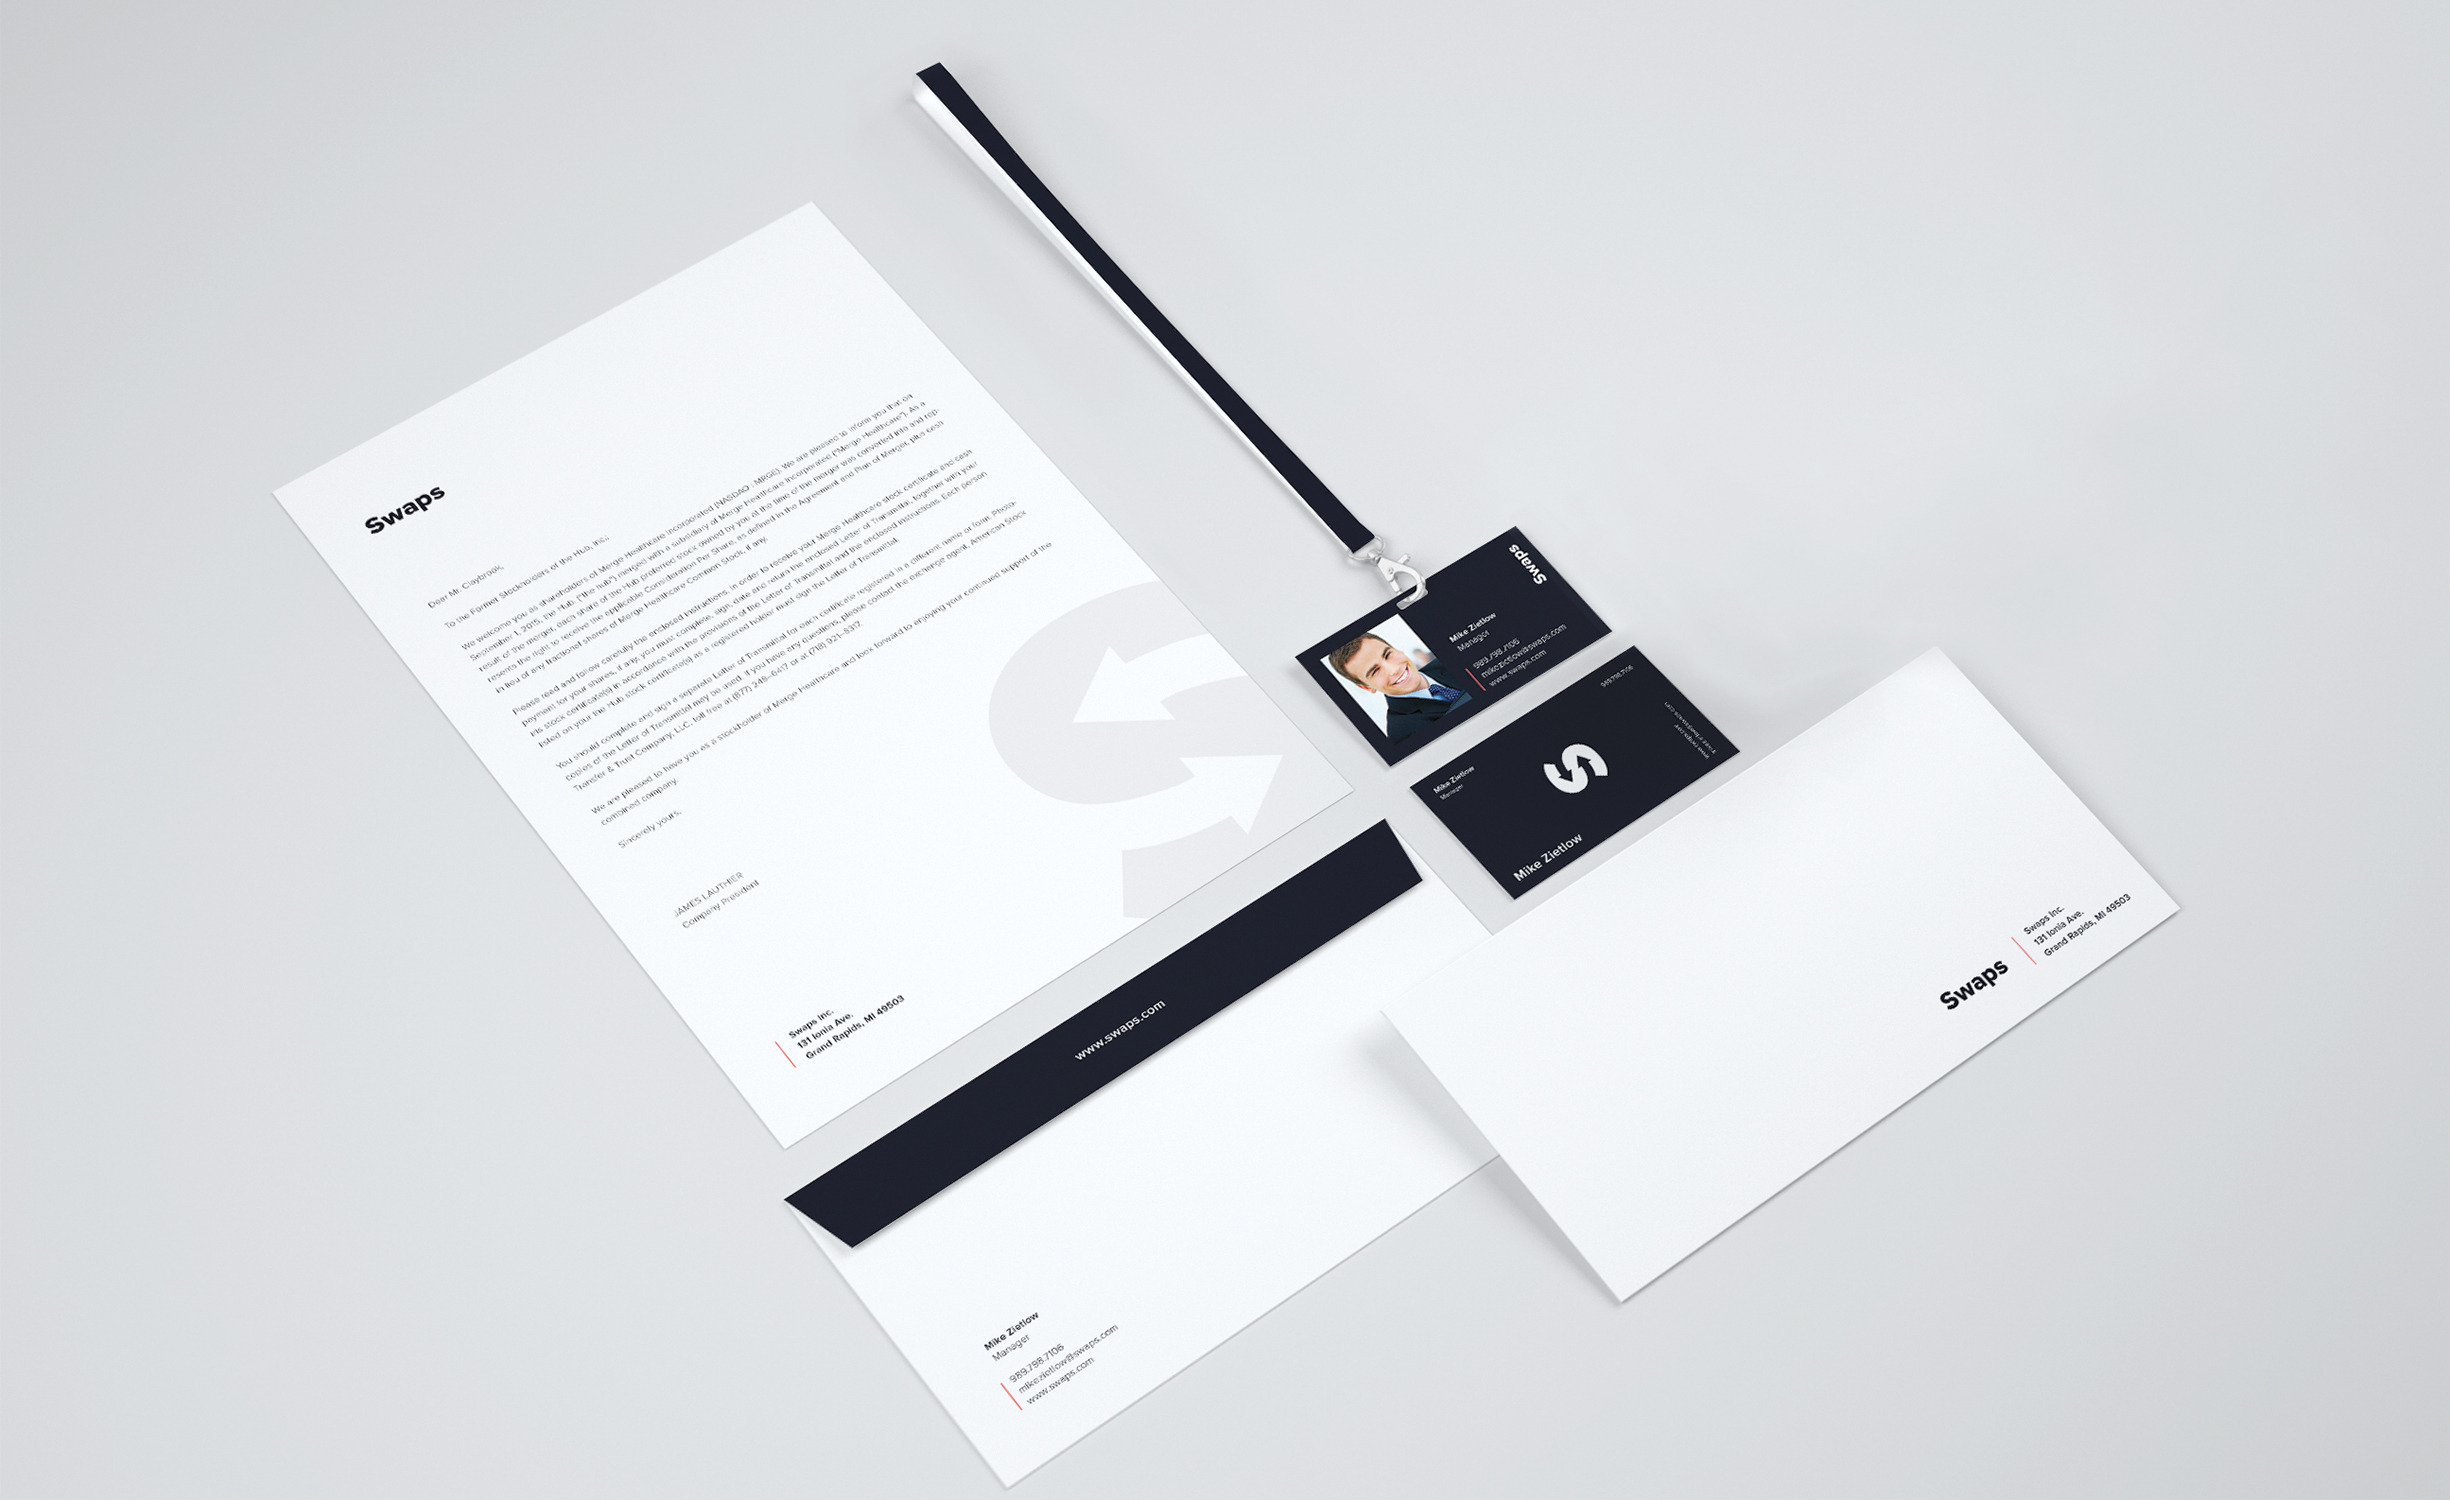 Swaps
Dear Mr. Claybrook,
To the Former Stockholders of the Hub, Inc.:
We welcome you as shareholders of Merge Healthcare Incorporated (NASDAQ : MRGE). We are pleased to inform you that on
September 1, 2015, the Hub, ("the hub") merged with a subsidiary of Merge Healthcare Incorporated ("Merge Healthcare"). As a
result of the merger, each share of the Hub preferred stock owned by you at the time of the merger was converted into and rep-
resents the right to receive the applicable Consideration Per Share, as defined in the Agreement and Plan of Merger, plus cash
in lieu of any fractional shares of Merge Healthcare Common Stock, if any.
Please read and follow carefully the enclosed instructions. In order to receive your Merge Healthcare stock certificate and cash
payment for your shares, if any, you must complete, sign, date and return the enclosed Letter of Transmittal, together with your
His stock certificate(s) in accordance with the provisions of the Letter of Transmittal and the enclosed instructions. Each person
listed on your the Hub stock certificate(s) as a registered holder must sign the Letter of Transmittal.
You should complete and sign a separate Letter of Transmittal for each certificate registered in a different name or form. Photo-
copies of the Letter of Transmittal may be used. If you have any questions, please contact the exchange agent, American Stock
Transfer & Trust Company, LLC, toll free at (877) 248-6417 or at (718) 921-8317.
We are pleased to have you as a stockholder of Merge Healthcare and look forward to enjoying your continued support of the
combined company.
Sincerely yours,
JAMES LAUTHIER
Company President
Swaps Inc.
131 Ionia Ave.
Grand Rapids, MI 49503
Swaps
Mike Zietlow
Manager
989.798.7106
mikezietlow@swaps.com
www.swaps.com
989.798.7106
Mike Zietlow
Manager
Mike Zietlow
www.swaps.com
Mike Zietlow
Manager
989.798.7106
mikezietlow@swaps.com
www.swaps.com
Swaps
Swaps Inc.
131 Ionia Ave.
Grand Rapids, MI 49503